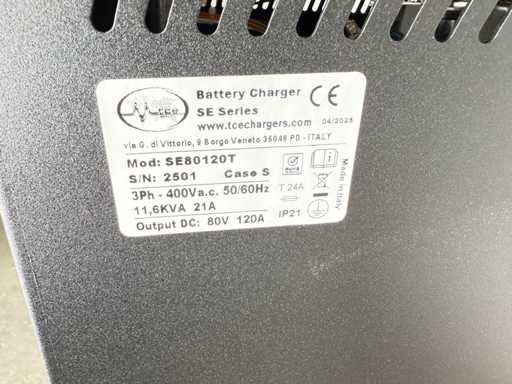 tce
Battery Charger
SE Series
www.tcechargers.com
04/2025
CE
via G. di Vittorio, 9 Borgo Veneto 35046 PD - ITALY
Mod: SE80120T
S/N: 2501 Case S
3Ph - 400Va.c. 50/60Hz
11,6KVA 21A
Output DC: 80V 120A
T 24A
IP21
Made in Italy